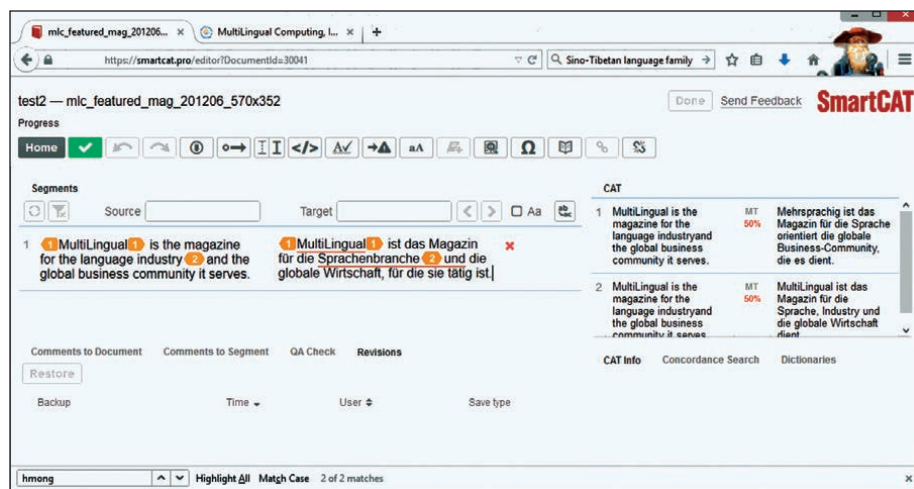 mlc_featured_mag_201206... ×
MultiLingual Computing, I... × +
https://smartcat.pro/editor?DocumentId=30041
Sino-Tibetan language family
test2 — mlc_featured_mag_201206_570x352
Done Send Feedback SmartCAT
Progress
Home
Segments
Source Target Aa
1 1 MultiLingual 1 is the magazine
for the language industry 2 and the
global business community it serves.
1 MultiLingual 1 ist das Magazin
für die Sprachenbranche 2 und die
globale Wirtschaft, für die sie tätig ist.
CAT
1 MultiLingual is the
magazine for the
language industryand
the global business
community it serves.
MT
50%
Mehrsprachig ist das
Magazin für die Sprache
orientiert die globale
Business-Community,
die es dient.
2 MultiLingual is the
magazine for the
language industryand
the global business
community it serves.
MT
50%
MultiLingual ist das
Magazin für die
Sprache, Industry und
die globale Wirtschaft
dient
Comments to Document Comments to Segment QA Check Revisions
Restore
Backup Time User Save type
CAT Info Concordance Search Dictionaries
hmong Highlight All Match Case 2 of 2 matches